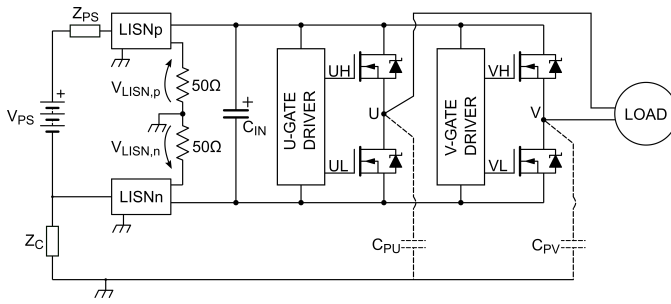 Z_PS
LISNp
V_LISN,p
50Ω
+
V_PS
V_LISN,n
50Ω
+
C_IN
LISNn
Z_C
U-GATE
DRIVER
UH
UL
U
V-GATE
DRIVER
VH
VL
V
LOAD
C_PU
C_PV